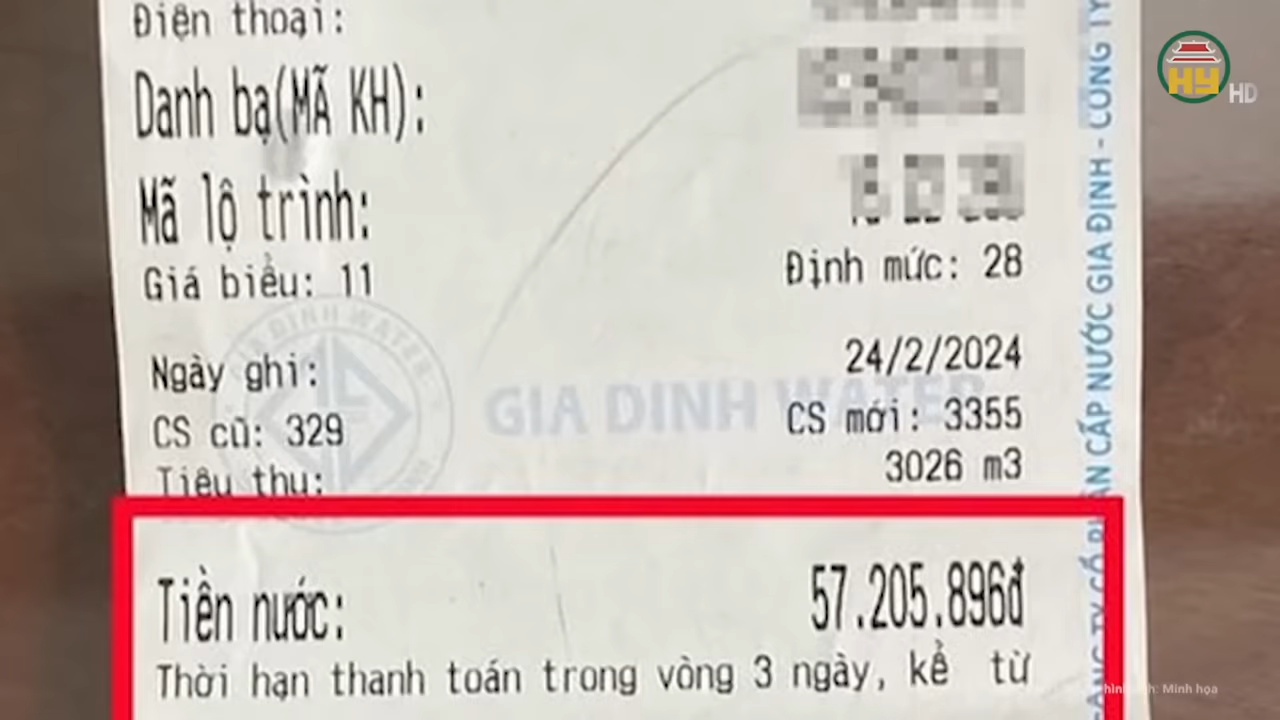 Điện thoại:
Danh bạ(MÃ KH):
Mã lộ trình:
Giá biểu: 11 Định mức: 28
Ngày ghi: 24/2/2024
CS cũ: 329 CS mới: 3355
Tiêu thụ: 3026 m3
Tiền nước: 57.205.896đ
Thời hạn thanh toán trong vòng 3 ngày, kể từ
GIA DINH WATER
CẤP NƯỚC GIA ĐỊNH - CÔNG TY
HY HD
Minh họa